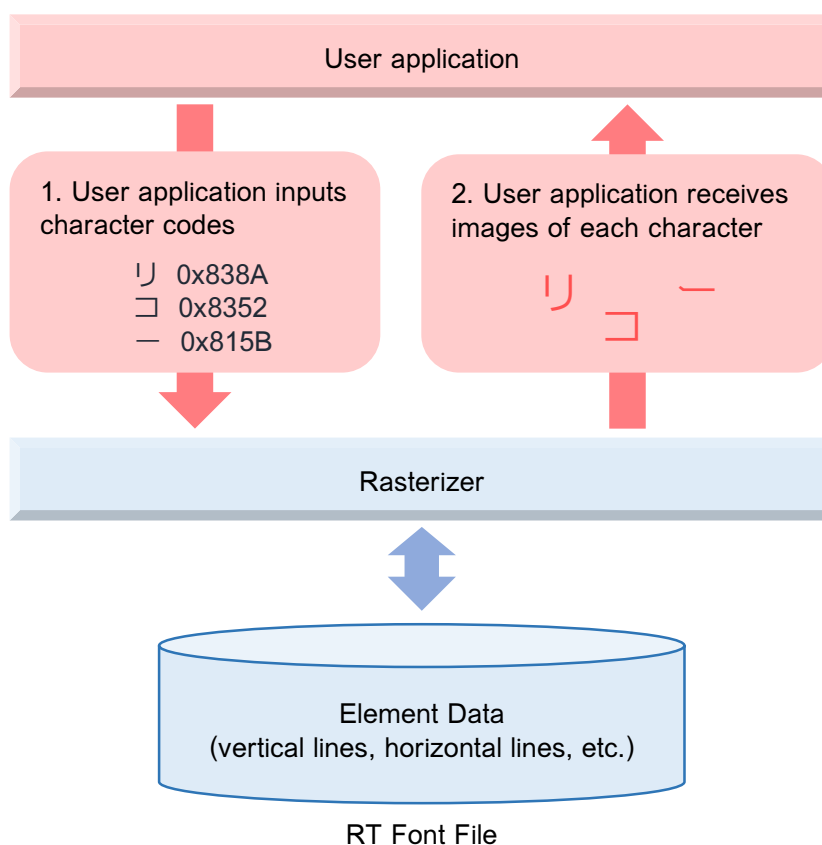 User application
1. User application inputs
character codes
リ 0x838A
コ 0x8352
ー 0x815B
2. User application receives
images of each character
リ
コ
ー
Rasterizer
Element Data
(vertical lines, horizontal lines, etc.)
RT Font File